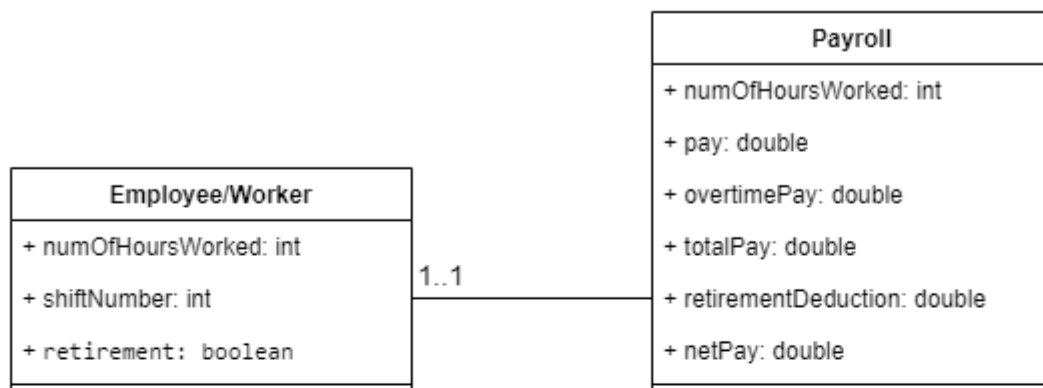 Payroll
+ numOfHoursWorked: int
+ pay: double
+ overtimePay: double
+ totalPay: double
+ retirementDeduction: double
+ netPay: double
Employee/Worker
+ numOfHoursWorked: int
+ shiftNumber: int
+ retirement: boolean
1..1